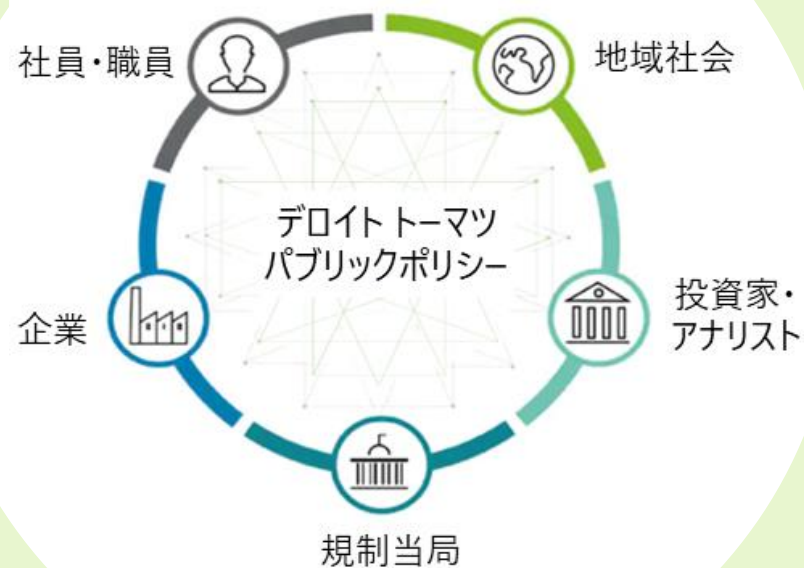 社員・職員
地域社会
デロイト トーマツ
パブリックポリシー
投資家・
アナリスト
企業
規制当局